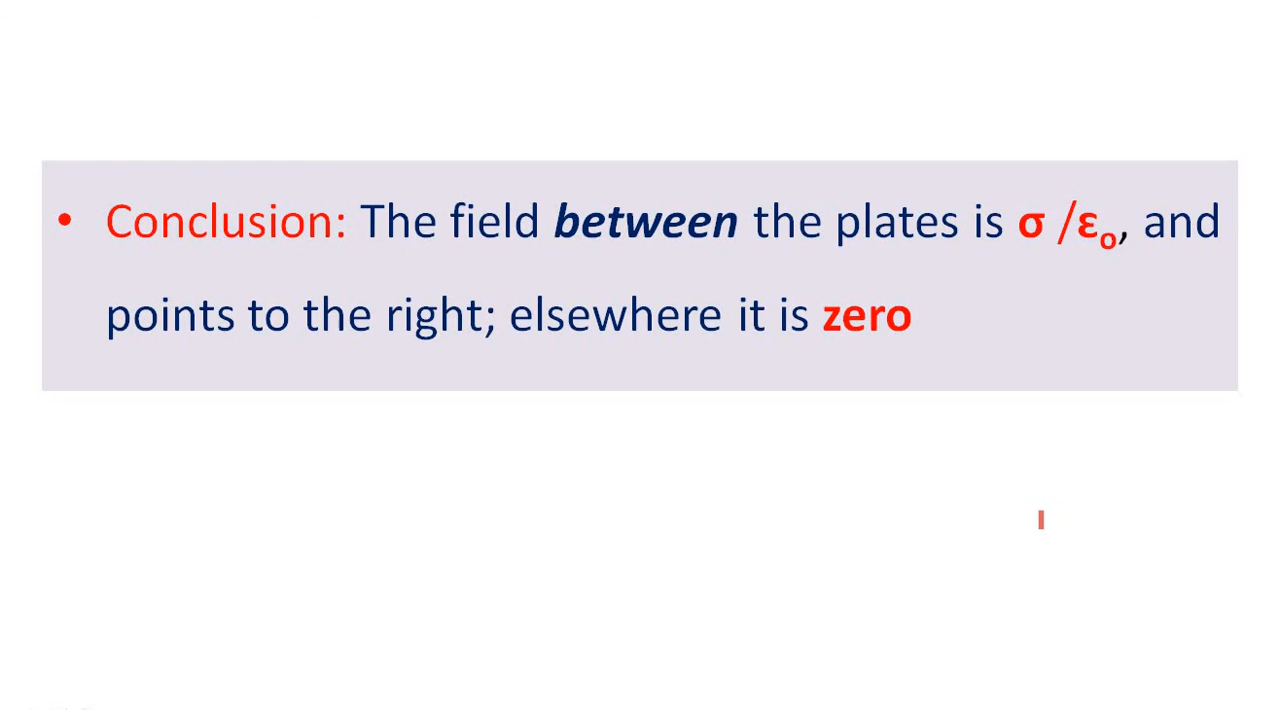 • Conclusion: The field between the plates is σ /εₒ, and
points to the right; elsewhere it is zero